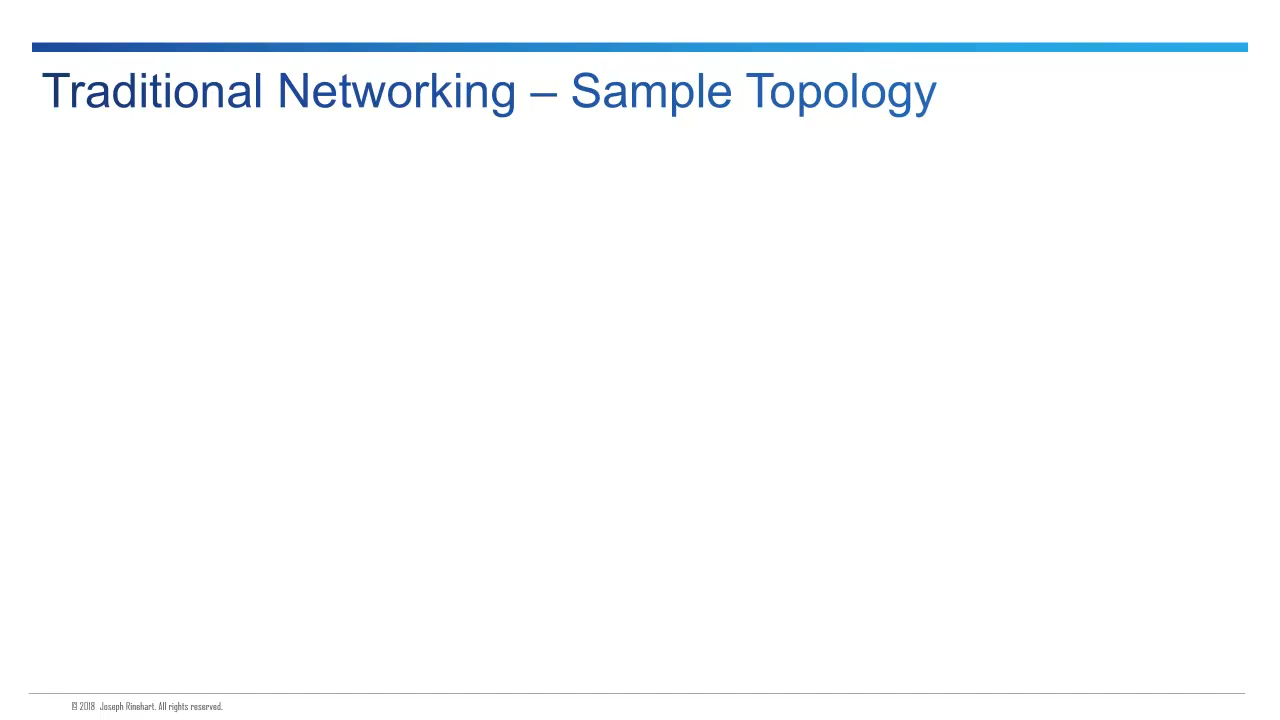 Traditional Networking – Sample Topology
© 2018 Joseph Rinehart. All rights reserved.